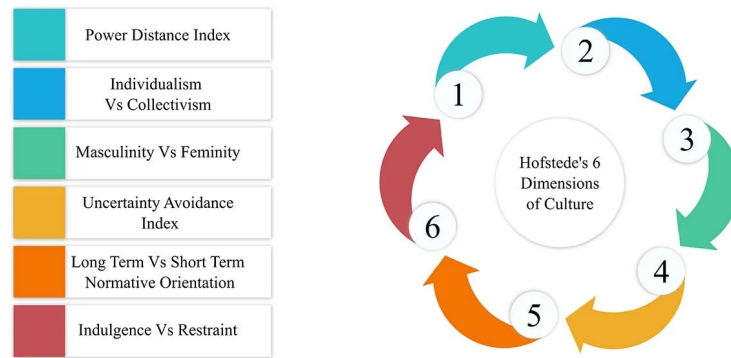 Power Distance Index
Individualism
Vs Collectivism
Masculinity Vs Feminity
Uncertainty Avoidance
Index
Long Term Vs Short Term
Normative Orientation
Indulgence Vs Restraint
1
2
3
4
5
6
Hofstede's 6
Dimensions
of Culture